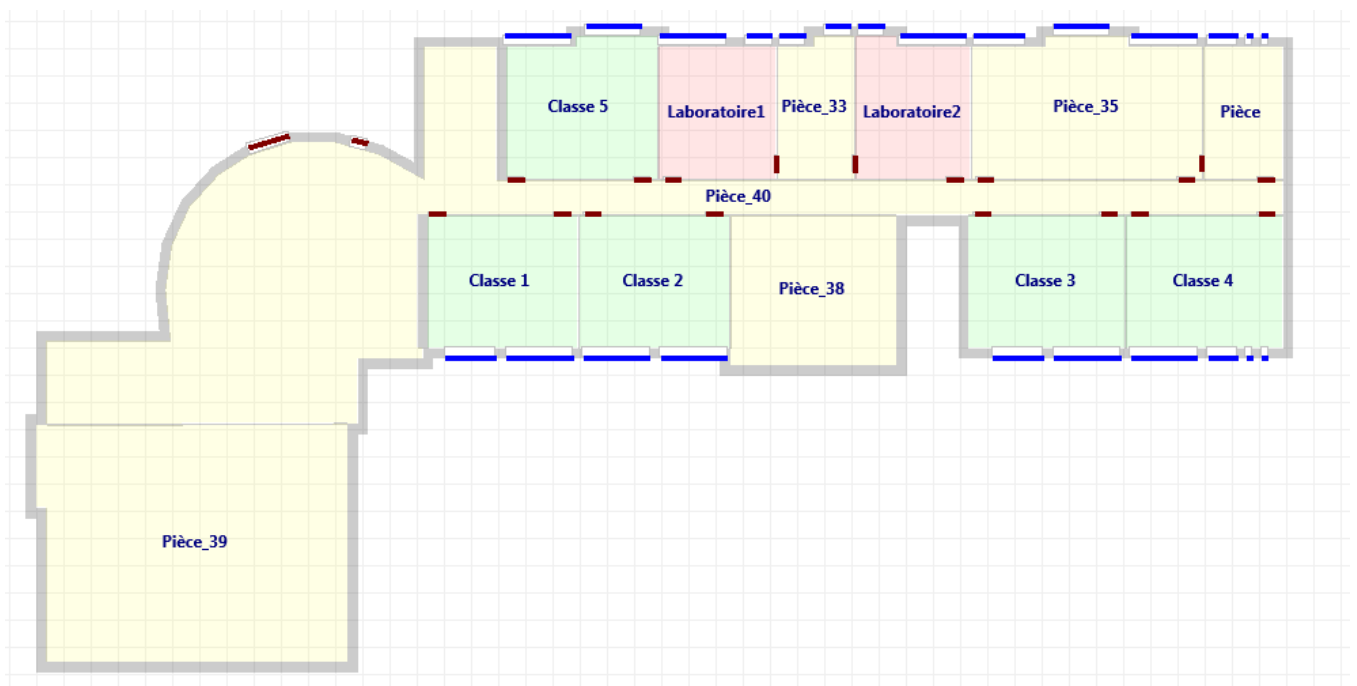 Classe 5
Laboratoire1
Pièce_33
Laboratoire2
Pièce_35
Pièce
Pièce_40
Classe 1
Classe 2
Pièce_38
Classe 3
Classe 4
Pièce_39